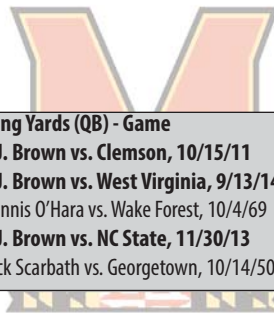 ng Yards (QB) - Game
J. Brown vs. Clemson, 10/15/11
J. Brown vs. West Virginia, 9/13/14
nnis O’Hara vs. Wake Forest, 10/4/69
J. Brown vs. NC State, 11/30/13
ck Scarbath vs. Georgetown, 10/14/50